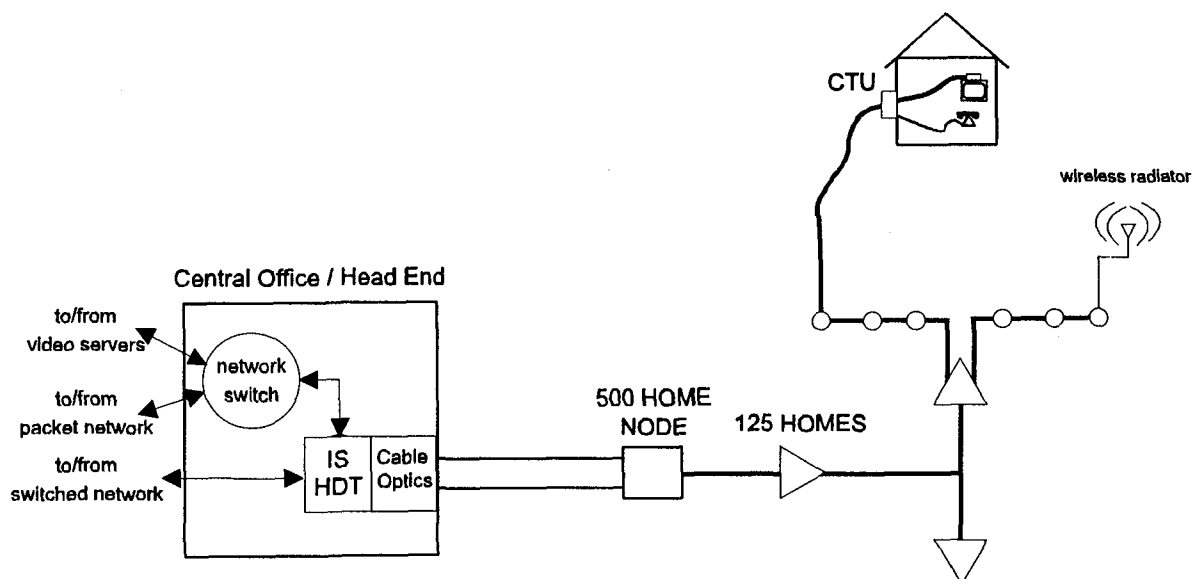 CTU
wireless radiator
Central Office / Head End
to/from
video servers
network
switch
to/from
packet network
to/from
switched network
IS
HDT
Cable
Optics
500 HOME
NODE
125 HOMES